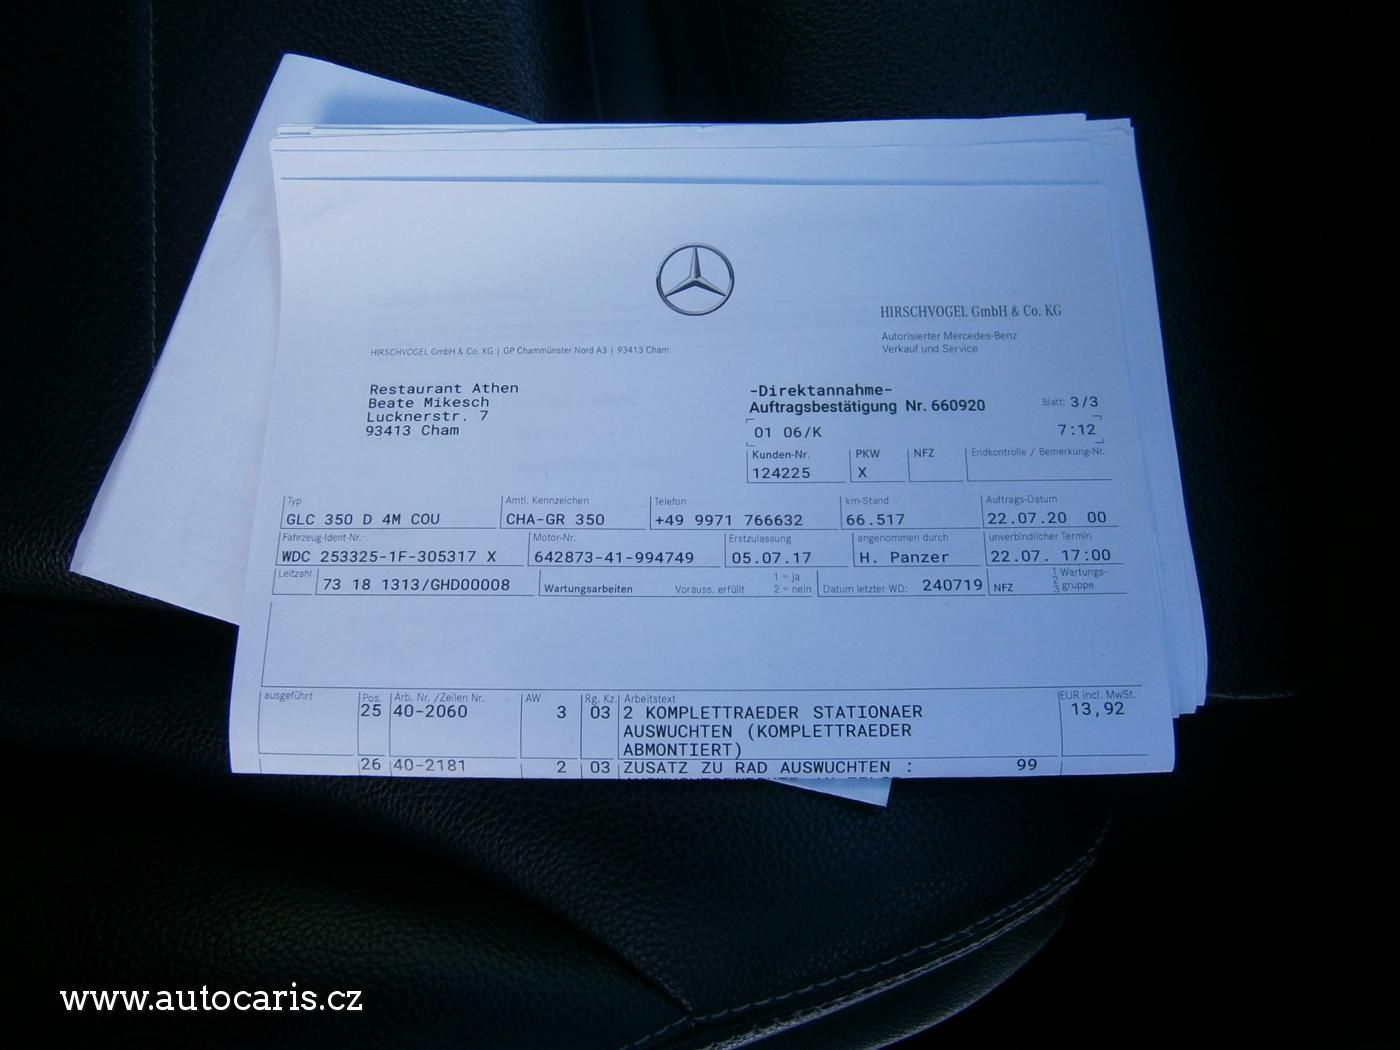 HIRSCHVOGEL GmbH & Co. KG
Autorisierter Mercedes-Benz
Verkauf und Service
HIRSCHVOGEL GmbH & Co. KG | GP Chammünster Nord A3 | 93413 Cham
Restaurant Athen
Beate Mikesch
Lucknerstr. 7
93413 Cham
-Direktannahme-
Auftragsbestätigung Nr. 660920 Blatt: 3/3
01 06/K 7:12
Kunden-Nr. PKW NFZ Endkontrolle / Bemerkung-Nr.
124225 X
Typ Amtl. Kennzeichen Telefon km-Stand Auftrags-Datum
GLC 350 D 4M COU CHA-GR 350 +49 9971 766632 66.517 22.07.20 00
Fahrzeug-Ident-Nr. Motor-Nr. Erstzulassung angenommen durch unverbindlicher Termin
WDC 253325-1F-305317 X 642873-41-994749 05.07.17 H. Panzer 22.07. 17:00
Leitzahl 73 18 1313/GHD00008 Wartungsarbeiten Vorauss. erfüllt 1 = ja 2 = nein Datum letzter WD: 240719 NFZ 1 2 3 Wartungs-gruppe
ausgeführt Pos. Arb. Nr. /Zeilen Nr. AW Rg. Kz. Arbeitstext EUR incl. MwSt.
25 40-2060 3 03 2 KOMPLETTRAEDER STATIONAER 13,92
AUSWUCHTEN (KOMPLETTRAEDER
ABMONTIERT)
26 40-2181 2 03 ZUSATZ ZU RAD AUSWUCHTEN : 99
www.autocaris.cz